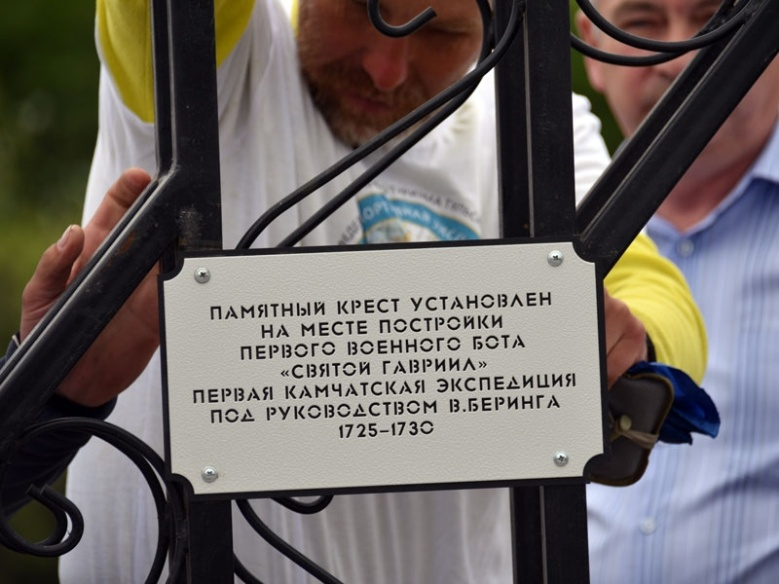 ПАМЯТНЫЙ КРЕСТ УСТАНОВЛЕН
НА МЕСТЕ ПОСТРОЙКИ
ПЕРВОГО ВОЕННОГО БОТА
«СВЯТОЙ ГАВРИИЛ»
ПЕРВАЯ КАМЧАТСКАЯ ЭКСПЕДИЦИЯ
ПОД РУКОВОДСТВОМ В.БЕРИНГА
1725–1730